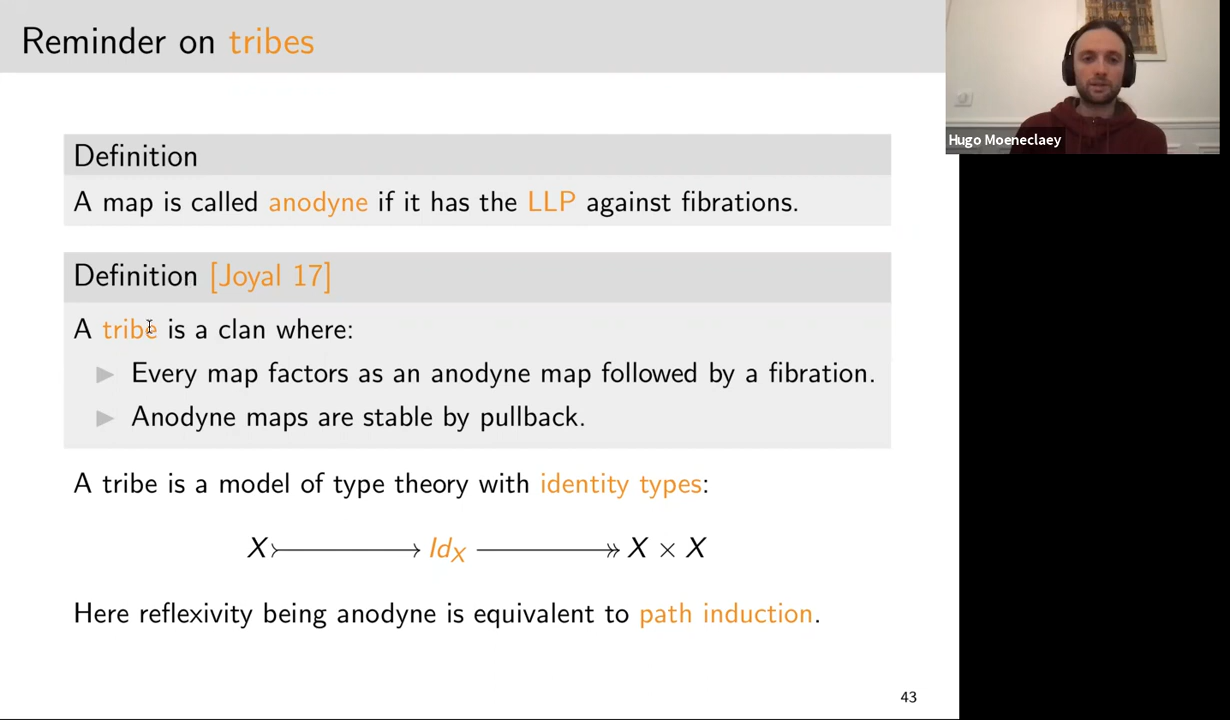 Reminder on tribes
Hugo Moeneclaey
Definition
A map is called anodyne if it has the LLP against fibrations.
Definition [Joyal 17]
A tribe is a clan where:
▶ Every map factors as an anodyne map followed by a fibration.
▶ Anodyne maps are stable by pullback.
A tribe is a model of type theory with identity types:
X ↣ Id_X ↠ X × X
Here reflexivity being anodyne is equivalent to path induction.
43